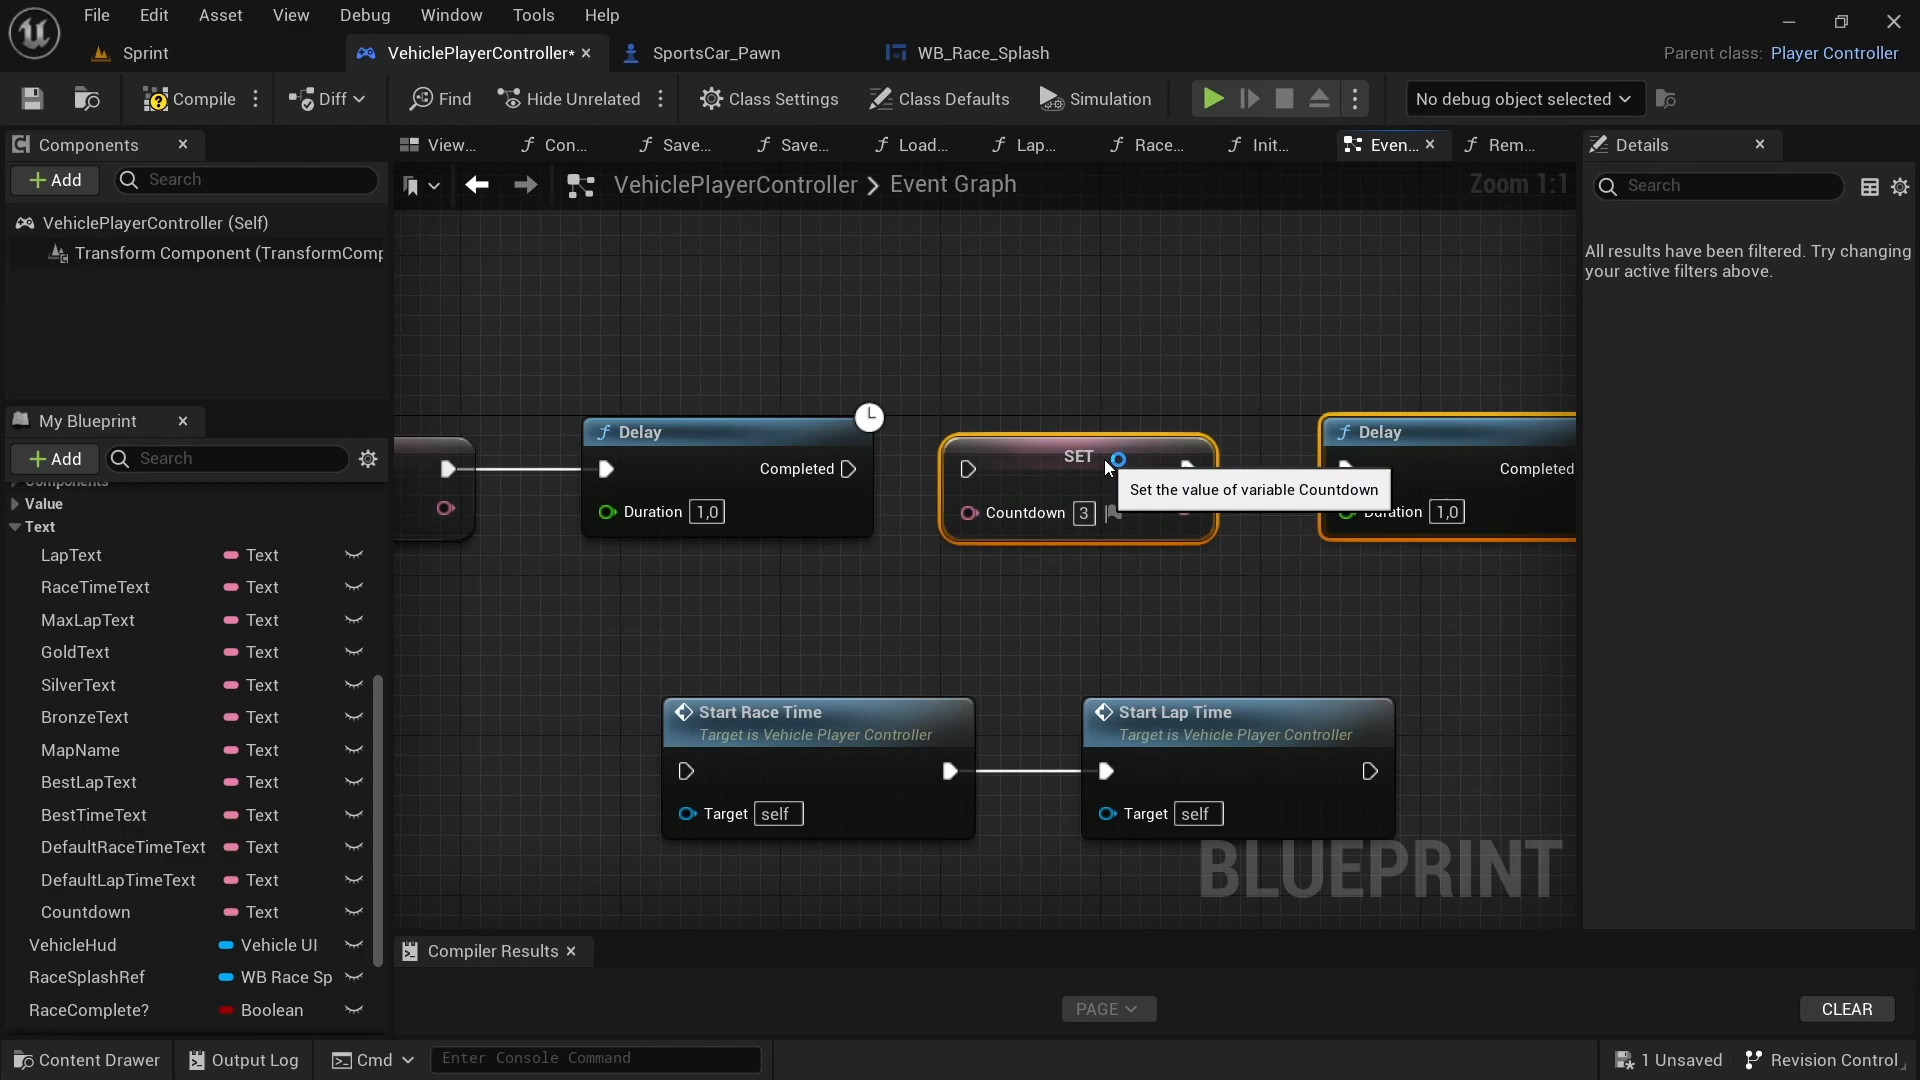 File Edit Asset View Debug Window Tools Help
Sprint VehiclePlayerController* SportsCar_Pawn WB_Race_Splash Parent class: Player Controller
Compile Diff Find Hide Unrelated Class Settings Class Defaults Simulation No debug object selected
Components View... Con... Save... Save... Load... Lap... Race... Init... Even... Rem... Details
+ Add Search VehiclePlayerController > Event Graph Zoom 1:1 Search
VehiclePlayerController (Self)
Transform Component (TransformComp
All results have been filtered. Try changing
your active filters above.
My Blueprint
+ Add Search
Components
Value
Text
LapText Text
RaceTimeText Text
MaxLapText Text
GoldText Text
SilverText Text
BronzeText Text
MapName Text
BestLapText Text
BestTimeText Text
DefaultRaceTimeText Text
DefaultLapTimeText Text
Countdown Text
VehicleHud Vehicle UI
RaceSplashRef WB Race Sp
RaceComplete? Boolean
Delay
Completed
Duration 1,0
SET
Countdown 3
Set the value of variable Countdown
Delay
Completed
Duration 1,0
Start Race Time
Target is Vehicle Player Controller
Target self
Start Lap Time
Target is Vehicle Player Controller
Target self
BLUEPRINT
Compiler Results
PAGE CLEAR
Content Drawer Output Log Cmd Enter Console Command 1 Unsaved Revision Control